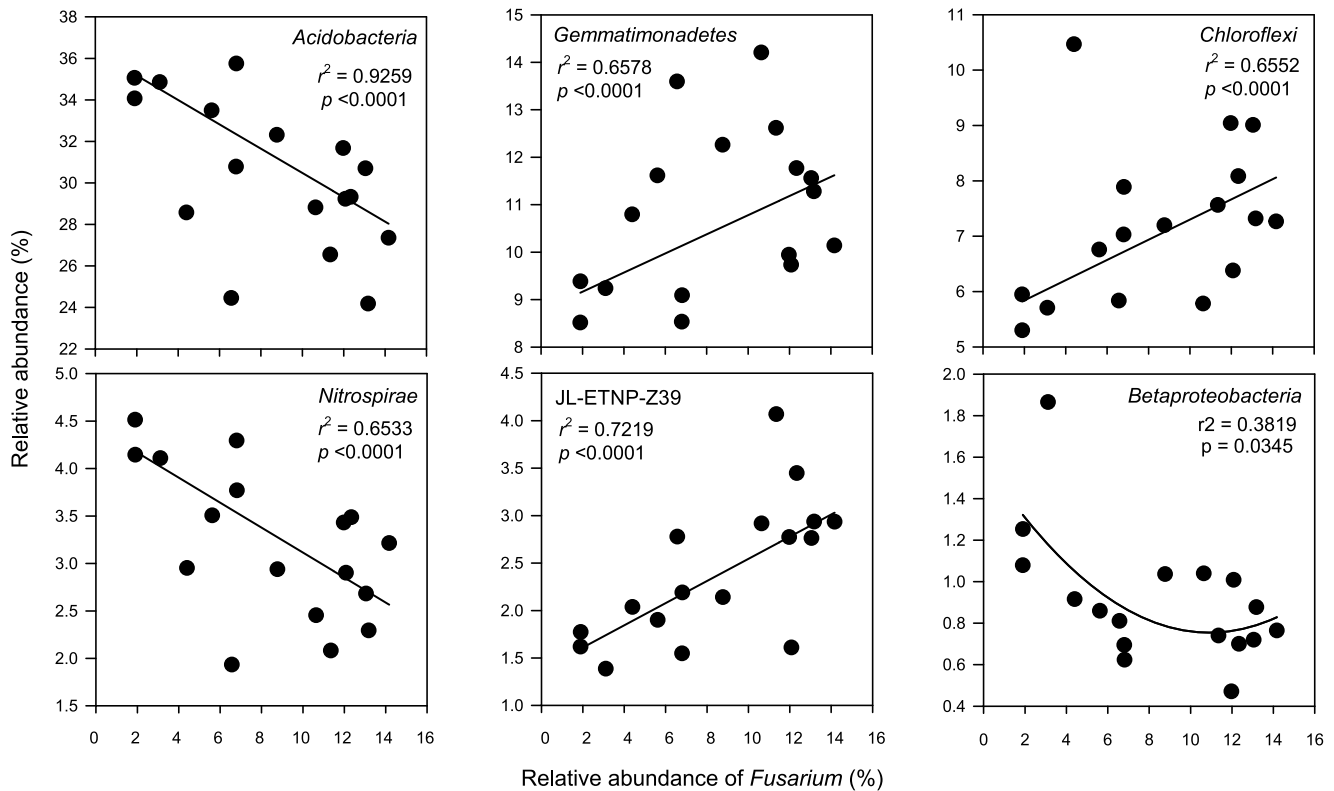 Relative abundance (%)
38
36
34
32
30
28
26
24
22
Acidobacteria
r2 = 0.9259
p <0.0001
15
14
13
12
11
10
9
8
Gemmatimonadetes
r2 = 0.6578
p <0.0001
11
10
9
8
7
6
5
Chloroflexi
r2 = 0.6552
p <0.0001
5.0
4.5
4.0
3.5
3.0
2.5
2.0
1.5
Nitrospirae
r2 = 0.6533
p <0.0001
0 2 4 6 8 10 12 14 16
4.5
4.0
3.5
3.0
2.5
2.0
1.5
1.0
JL-ETNP-Z39
r2 = 0.7219
p <0.0001
0 2 4 6 8 10 12 14 16
2.0
1.8
1.6
1.4
1.2
1.0
0.8
0.6
0.4
Betaproteobacteria
r2 = 0.3819
p = 0.0345
0 2 4 6 8 10 12 14 16
Relative abundance of Fusarium (%)